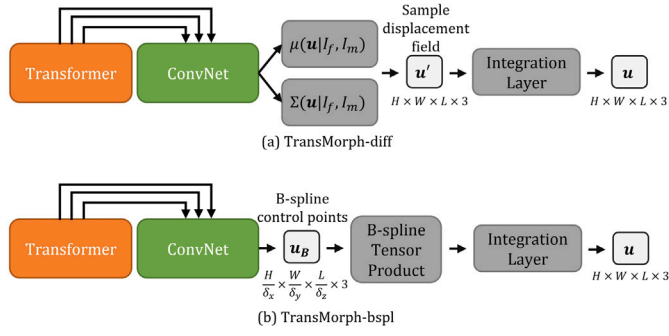 Transformer
ConvNet
μ(u|I_f, I_m)
Σ(u|I_f, I_m)
Sample
displacement
field
u'
H × W × L × 3
Integration
Layer
u
H × W × L × 3
(a) TransMorph-diff
Transformer
ConvNet
B-spline
control points
u_B
H/δ_x × W/δ_y × L/δ_z × 3
B-spline
Tensor
Product
Integration
Layer
u
H × W × L × 3
(b) TransMorph-bspl